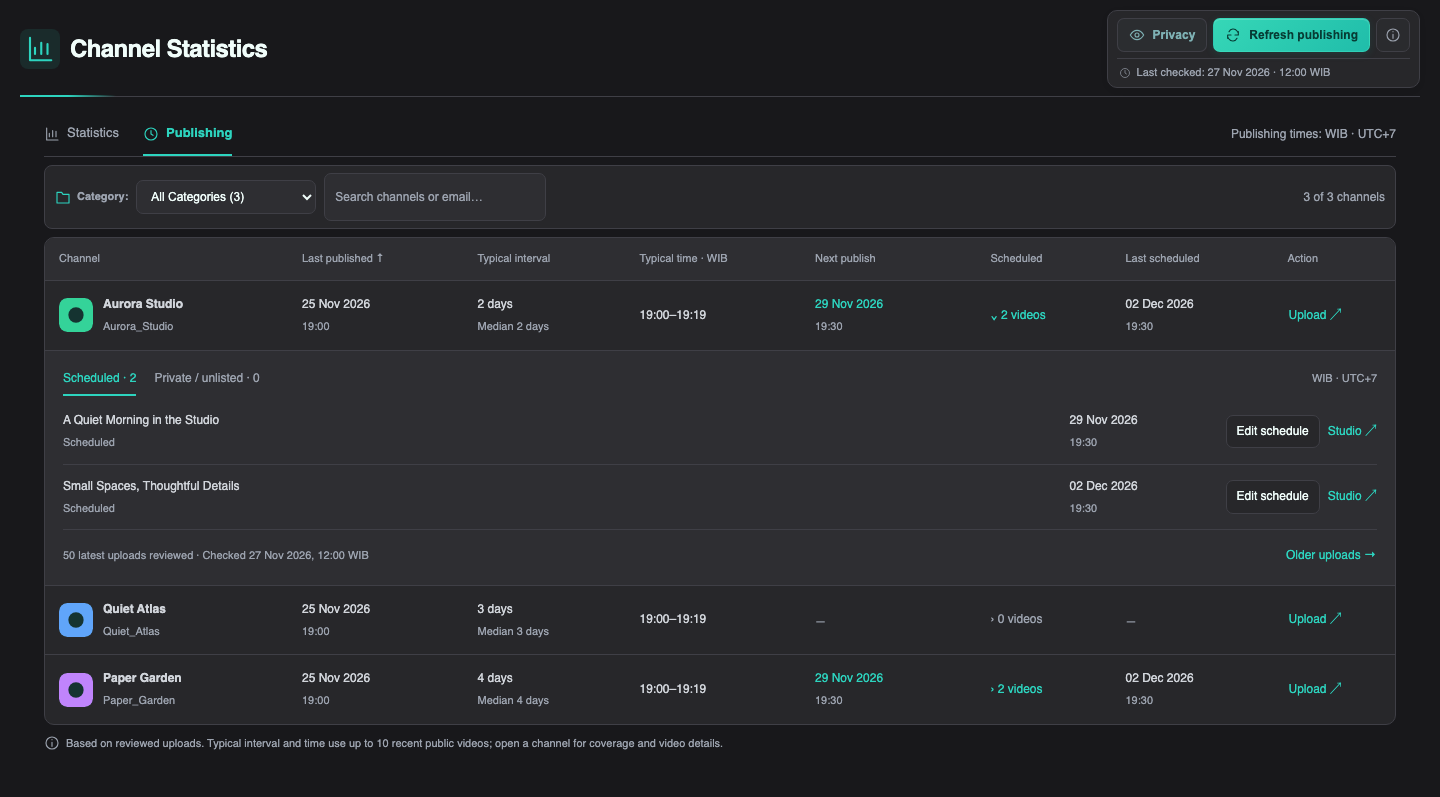 Channel Statistics
Privacy
Refresh publishing
Last checked: 27 Nov 2026 · 12:00 WIB
Statistics
Publishing
Publishing times: WIB · UTC+7
Category:
All Categories (3)
Search channels or email…
3 of 3 channels
Channel Last published ↑ Typical interval Typical time · WIB Next publish Scheduled Last scheduled Action
Aurora Studio 25 Nov 2026 2 days 19:00–19:19 29 Nov 2026 2 videos 02 Dec 2026 Upload ↗
Aurora_Studio 19:00 Median 2 days 19:30 19:30
Scheduled · 2 Private / unlisted · 0 WIB · UTC+7
A Quiet Morning in the Studio 29 Nov 2026 Edit schedule Studio ↗
Scheduled 19:30
Small Spaces, Thoughtful Details 02 Dec 2026 Edit schedule Studio ↗
Scheduled 19:30
50 latest uploads reviewed · Checked 27 Nov 2026, 12:00 WIB Older uploads →
Quiet Atlas 25 Nov 2026 3 days 19:00–19:19 — › 0 videos — Upload ↗
Quiet_Atlas 19:00 Median 3 days
Paper Garden 25 Nov 2026 4 days 19:00–19:19 29 Nov 2026 › 2 videos 02 Dec 2026 Upload ↗
Paper_Garden 19:00 Median 4 days 19:30 19:30
Based on reviewed uploads. Typical interval and time use up to 10 recent public videos; open a channel for coverage and video details.